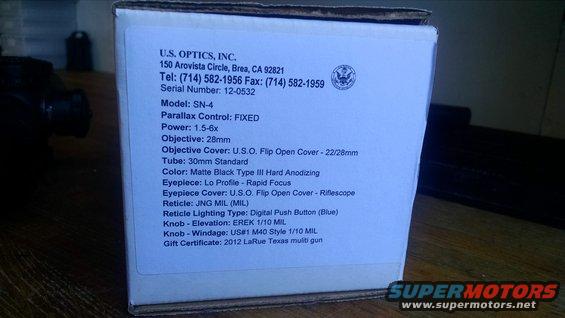 U.S. OPTICS, INC.
150 Arovista Circle, Brea, CA 92821
Tel: (714) 582-1956 Fax: (714) 582-1959
Serial Number: 12-0532
Model: SN-4
Parallax Control: FIXED
Power: 1.5-6x
Objective: 28mm
Objective Cover: U.S.O. Flip Open Cover - 22/28mm
Tube: 30mm Standard
Color: Matte Black Type III Hard Anodizing
Eyepiece: Lo Profile - Rapid Focus
Eyepiece Cover: U.S.O. Flip Open Cover - Riflescope
Reticle: JNG MIL (MIL)
Reticle Lighting Type: Digital Push Button (Blue)
Knob - Elevation: EREK 1/10 MIL
Knob - Windage: US#1 M40 Style 1/10 MIL
Gift Certificate: 2012 LaRue Texas muliti gun
SUPERMOTORS
www.supermotors.net